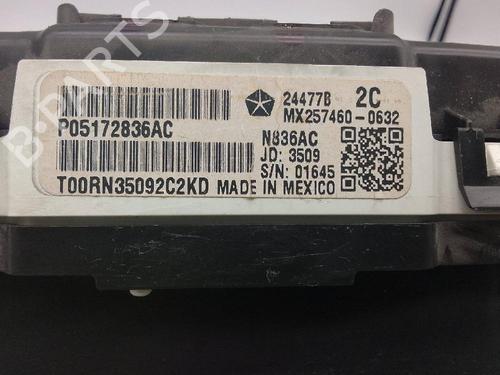 B-PARTS
24477B 2C
MX257460-0632
P05172836AC
N836AC
JD: 3509
S/N: 01645
T00RN35092C2KD MADE IN MEXICO